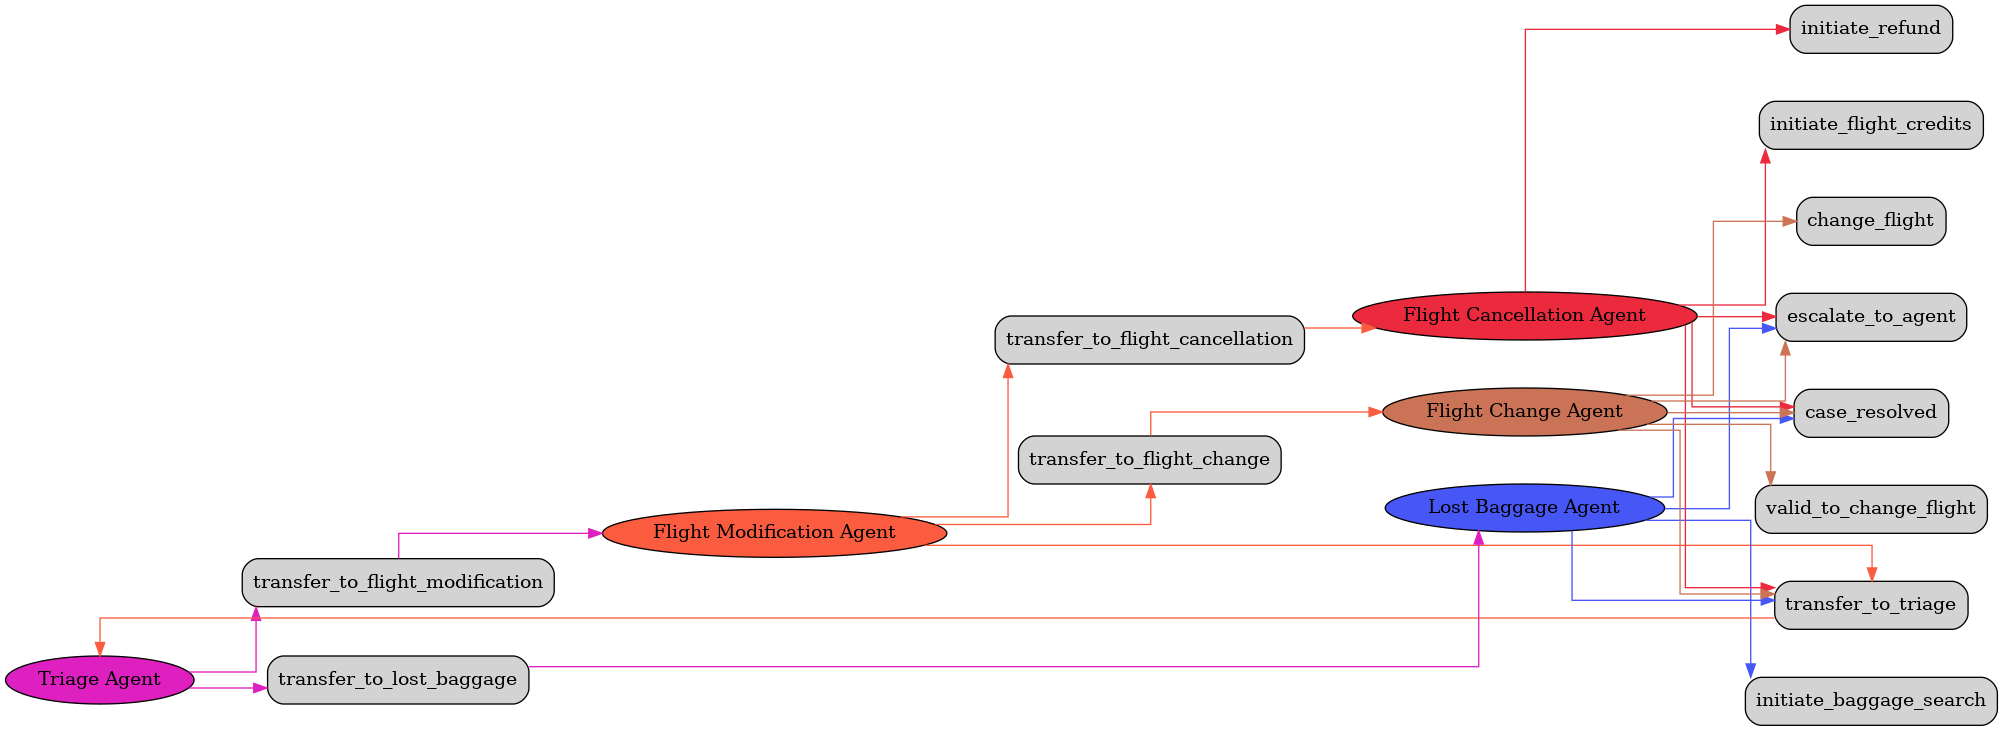 initiate_refund
initiate_flight_credits
change_flight
Flight Cancellation Agent
escalate_to_agent
transfer_to_flight_cancellation
Flight Change Agent
case_resolved
transfer_to_flight_change
Lost Baggage Agent
valid_to_change_flight
Flight Modification Agent
transfer_to_flight_modification
transfer_to_triage
Triage Agent
transfer_to_lost_baggage
initiate_baggage_search